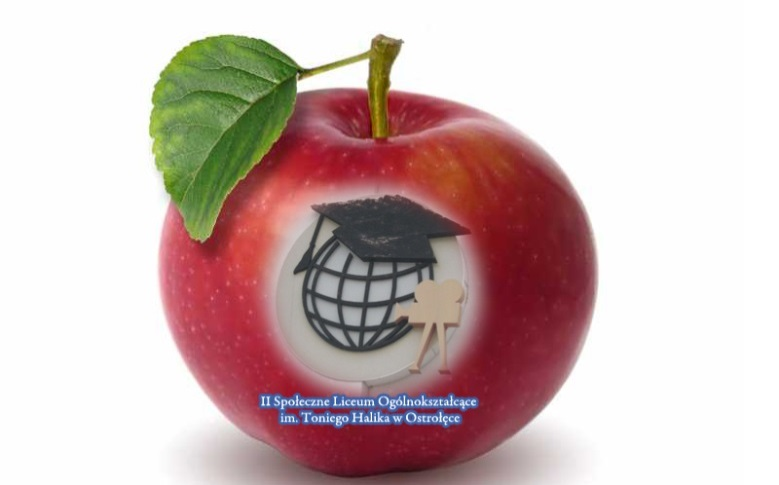 II Społeczne Liceum Ogólnokształcące
im. Toniego Halika w Ostrołęce